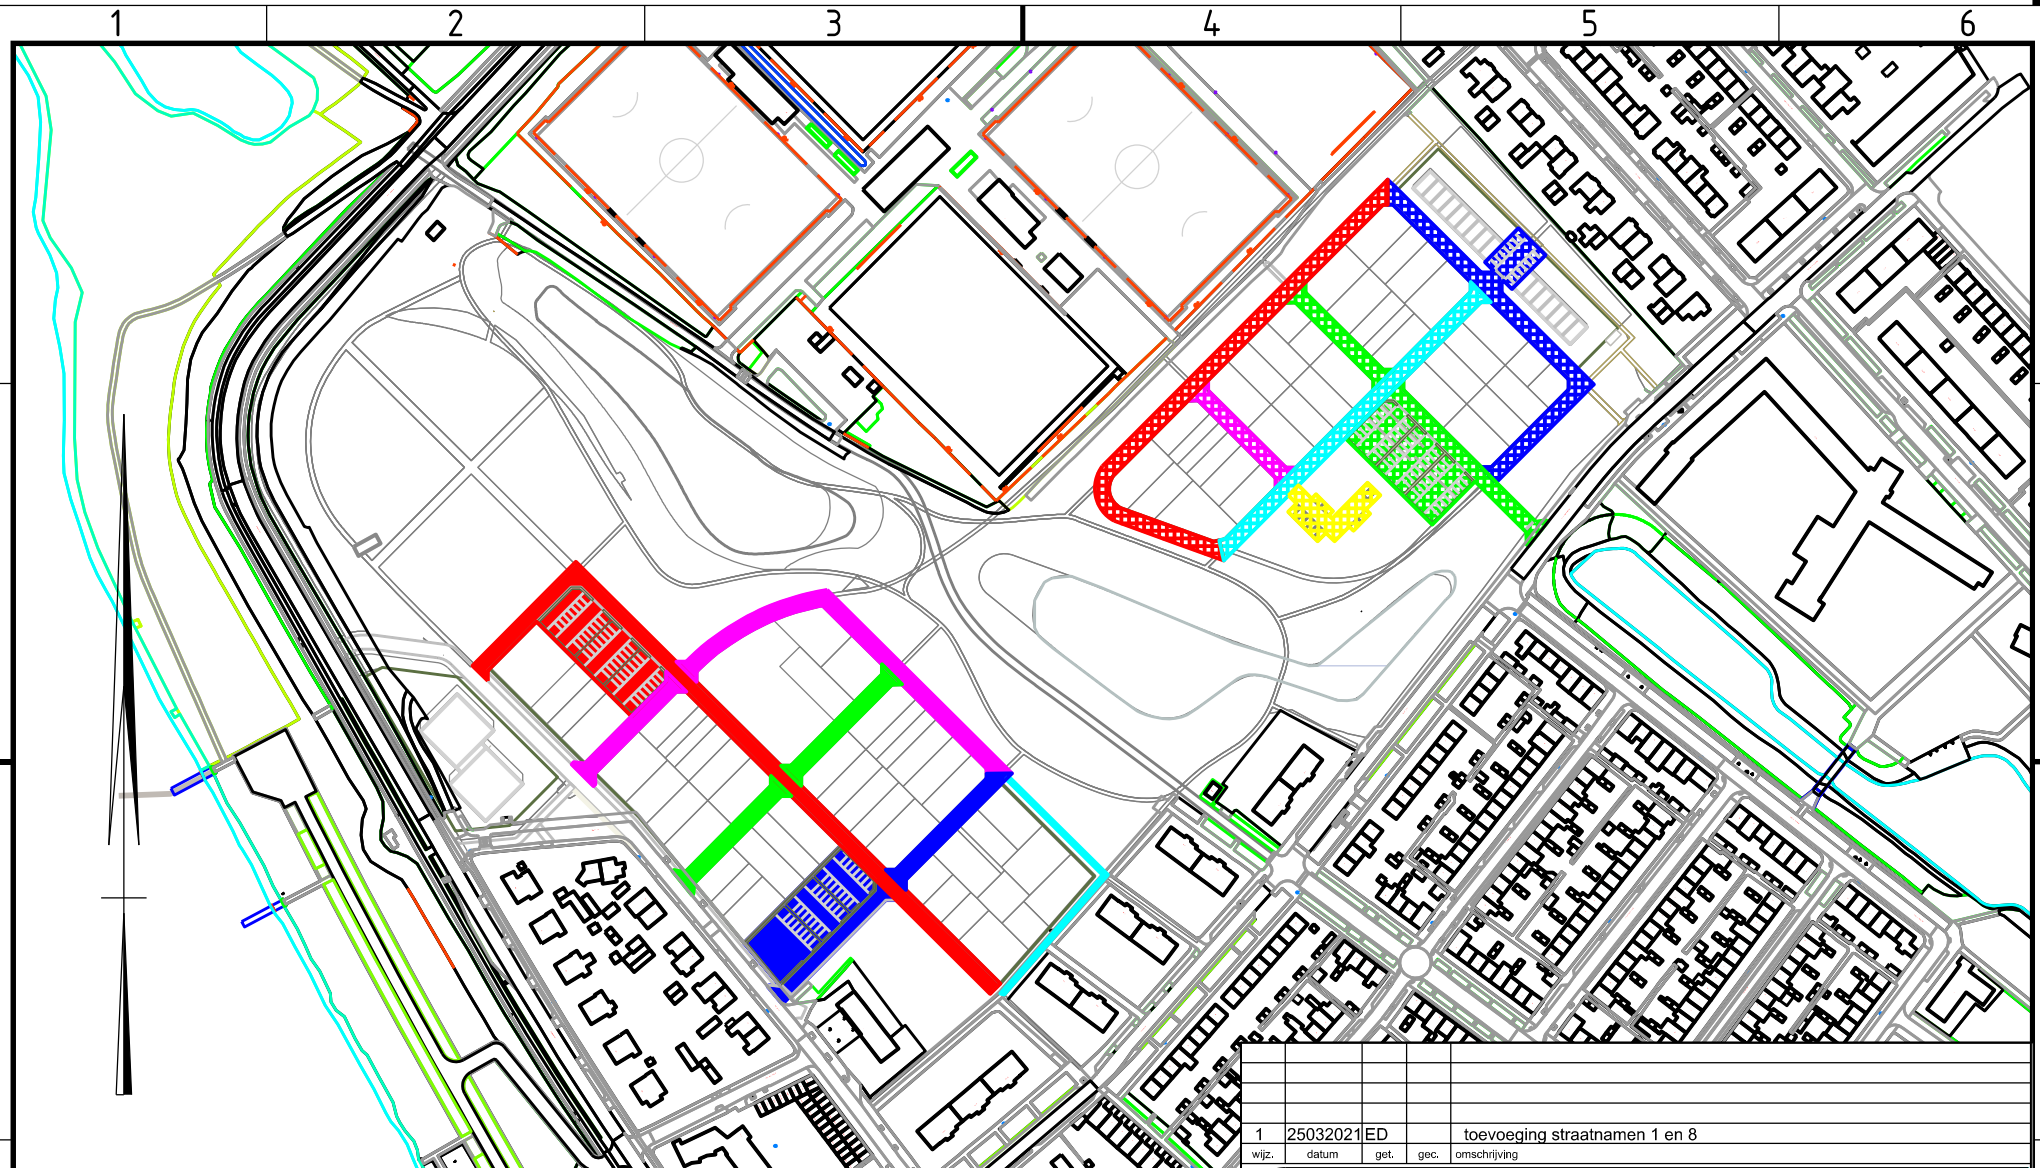 1 2 3 4 5 6
1 25032021 ED toevoeging straatnamen 1 en 8
wijz. datum get. gec. omschrijving